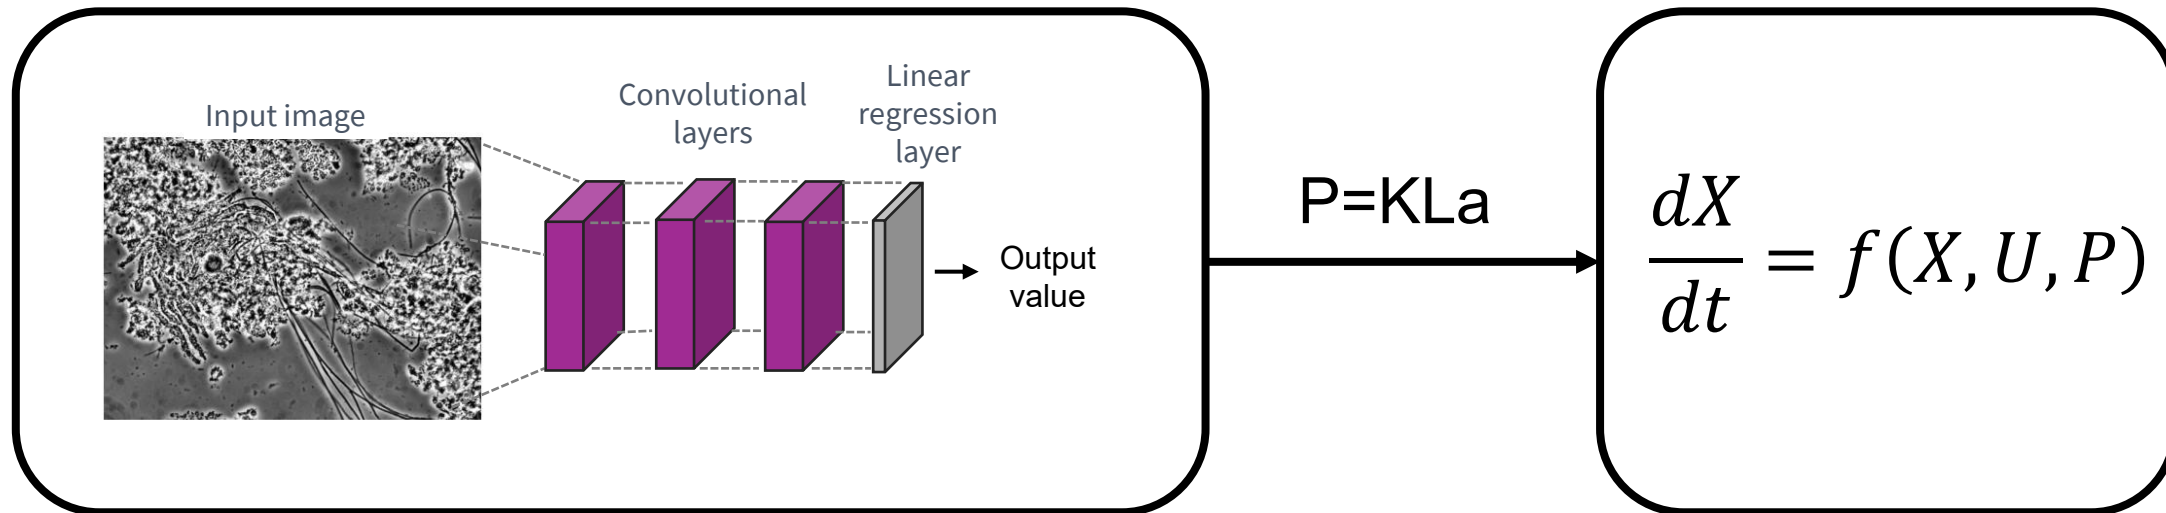 Input image
Convolutional
layers
Linear
regression
layer
Output
value
P=KLa
dX
dt
= f(X, U, P)